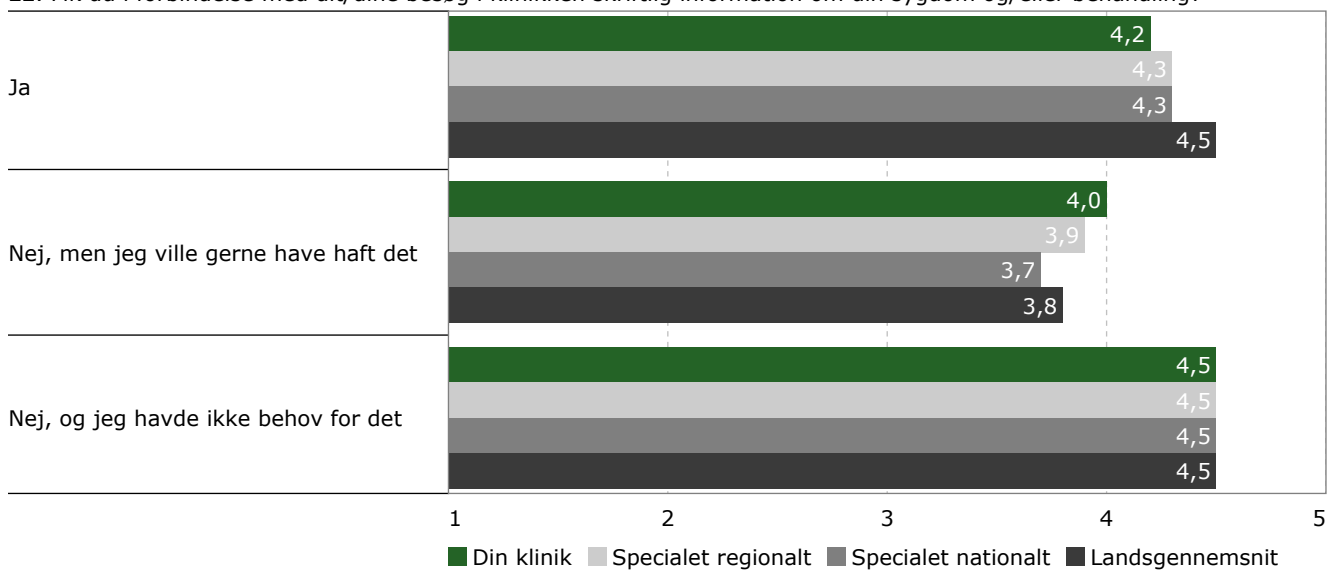 Ja
4,2
4,3
4,3
4,5
Nej, men jeg ville gerne have haft det
4,0
3,9
3,7
3,8
Nej, og jeg havde ikke behov for det
4,5
4,5
4,5
4,5
1 2 3 4 5
Din klinik Specialet regionalt Specialet nationalt Landsgennemsnit